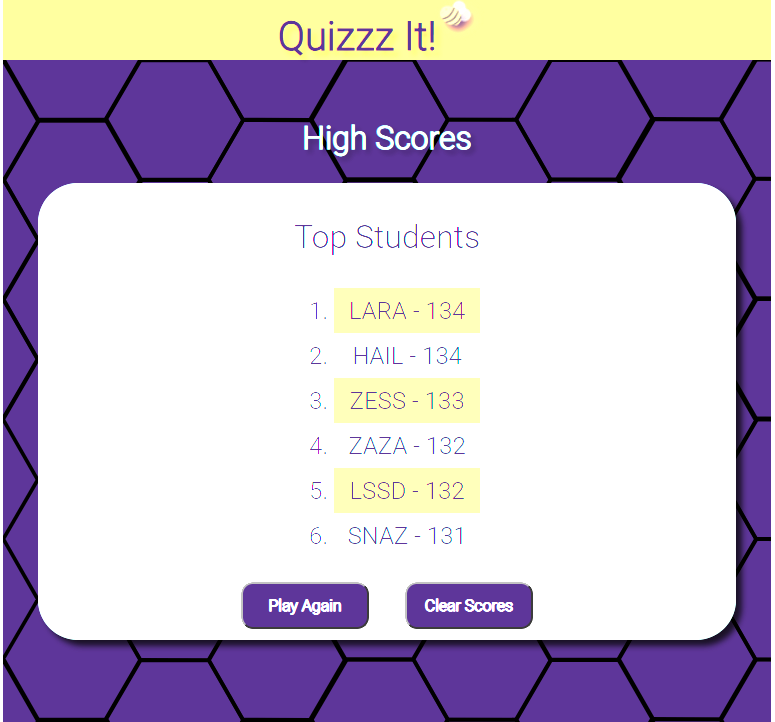 Quizzz It!
High Scores
Top Students
1. LARA - 134
2. HAIL - 134
3. ZESS - 133
4. ZAZA - 132
5. LSSD - 132
6. SNAZ - 131
Play Again Clear Scores